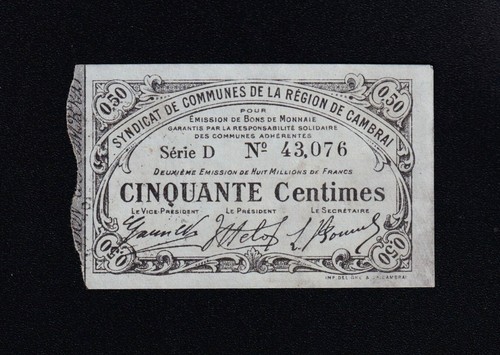 0.50 0.50
SYNDICAT DE COMMUNES DE LA RÉGION DE CAMBRAI
POUR
ÉMISSION DE BONS DE MONNAIE
GARANTIS PAR LA RESPONSABILITÉ SOLIDAIRE
DES COMMUNES ADHÉRENTES
Série D No 43,076
DEUXIÈME EMISSION DE HUIT MILLIONS DE FRANCS
CINQUANTE Centimes
LE VICE-PRÉSIDENT LE PRÉSIDENT LE SECRÉTAIRE
0.50 0.50